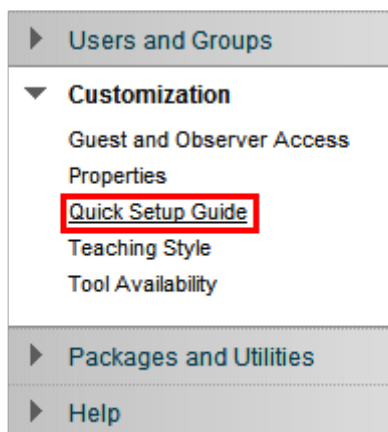 Users and Groups
Customization
Guest and Observer Access
Properties
Quick Setup Guide
Teaching Style
Tool Availability
Packages and Utilities
Help